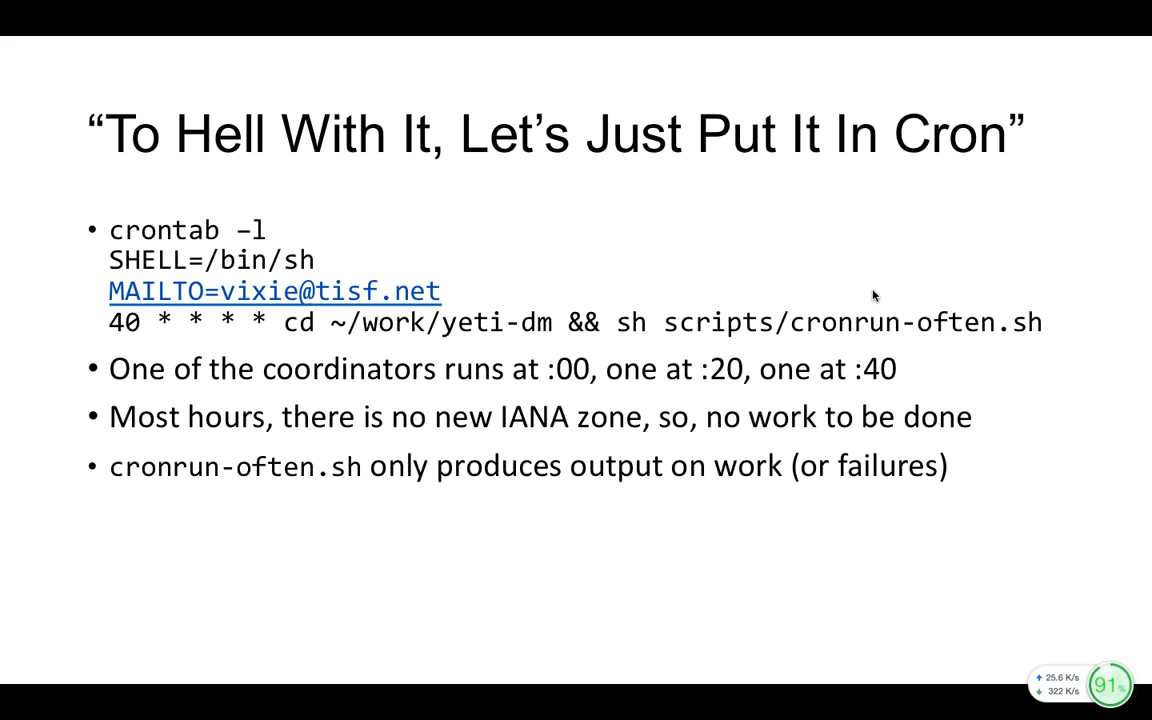 “To Hell With It, Let’s Just Put It In Cron”
• crontab –l
SHELL=/bin/sh
MAILTO=vixie@tisf.net
40 * * * * cd ~/work/yeti-dm && sh scripts/cronrun-often.sh
• One of the coordinators runs at :00, one at :20, one at :40
• Most hours, there is no new IANA zone, so, no work to be done
• cronrun-often.sh only produces output on work (or failures)
25.6 K/s
322 K/s
91%